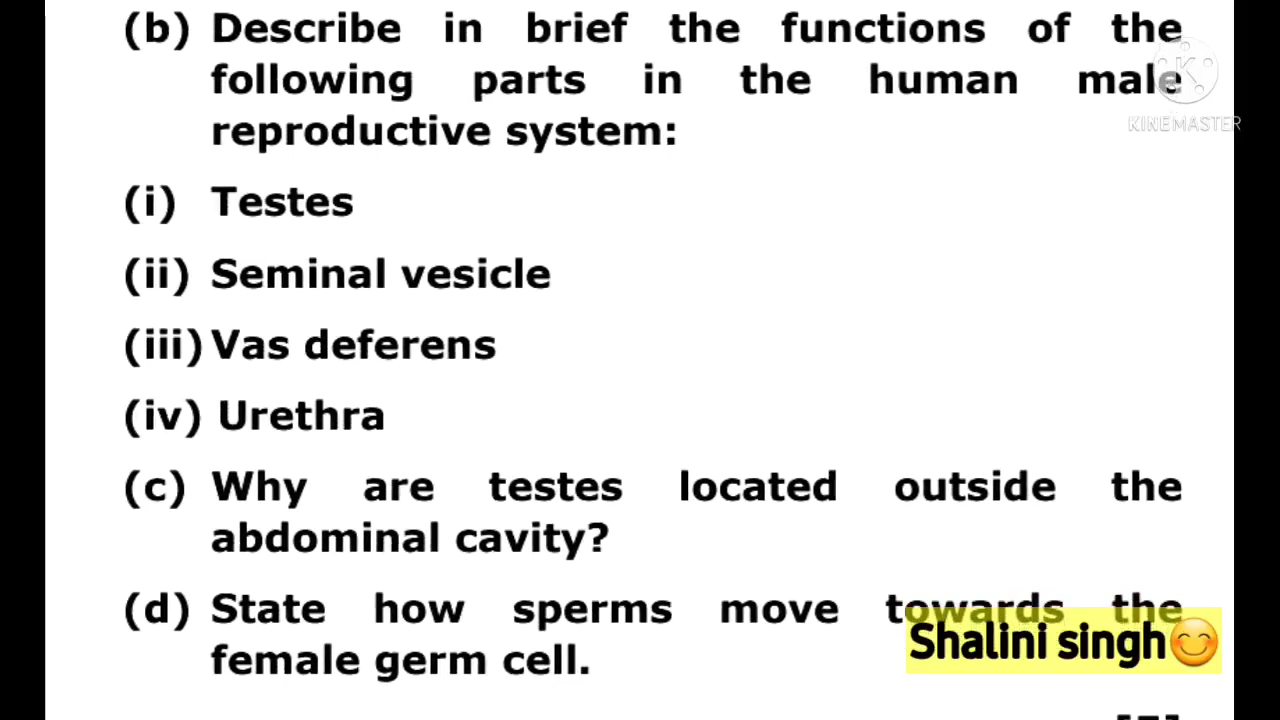 (b) Describe in brief the functions of the
following parts in the human male
reproductive system:
KINEMASTER
(i) Testes
(ii) Seminal vesicle
(iii) Vas deferens
(iv) Urethra
(c) Why are testes located outside the
abdominal cavity?
(d) State how sperms move towards the
female germ cell.
Shalini singh😊